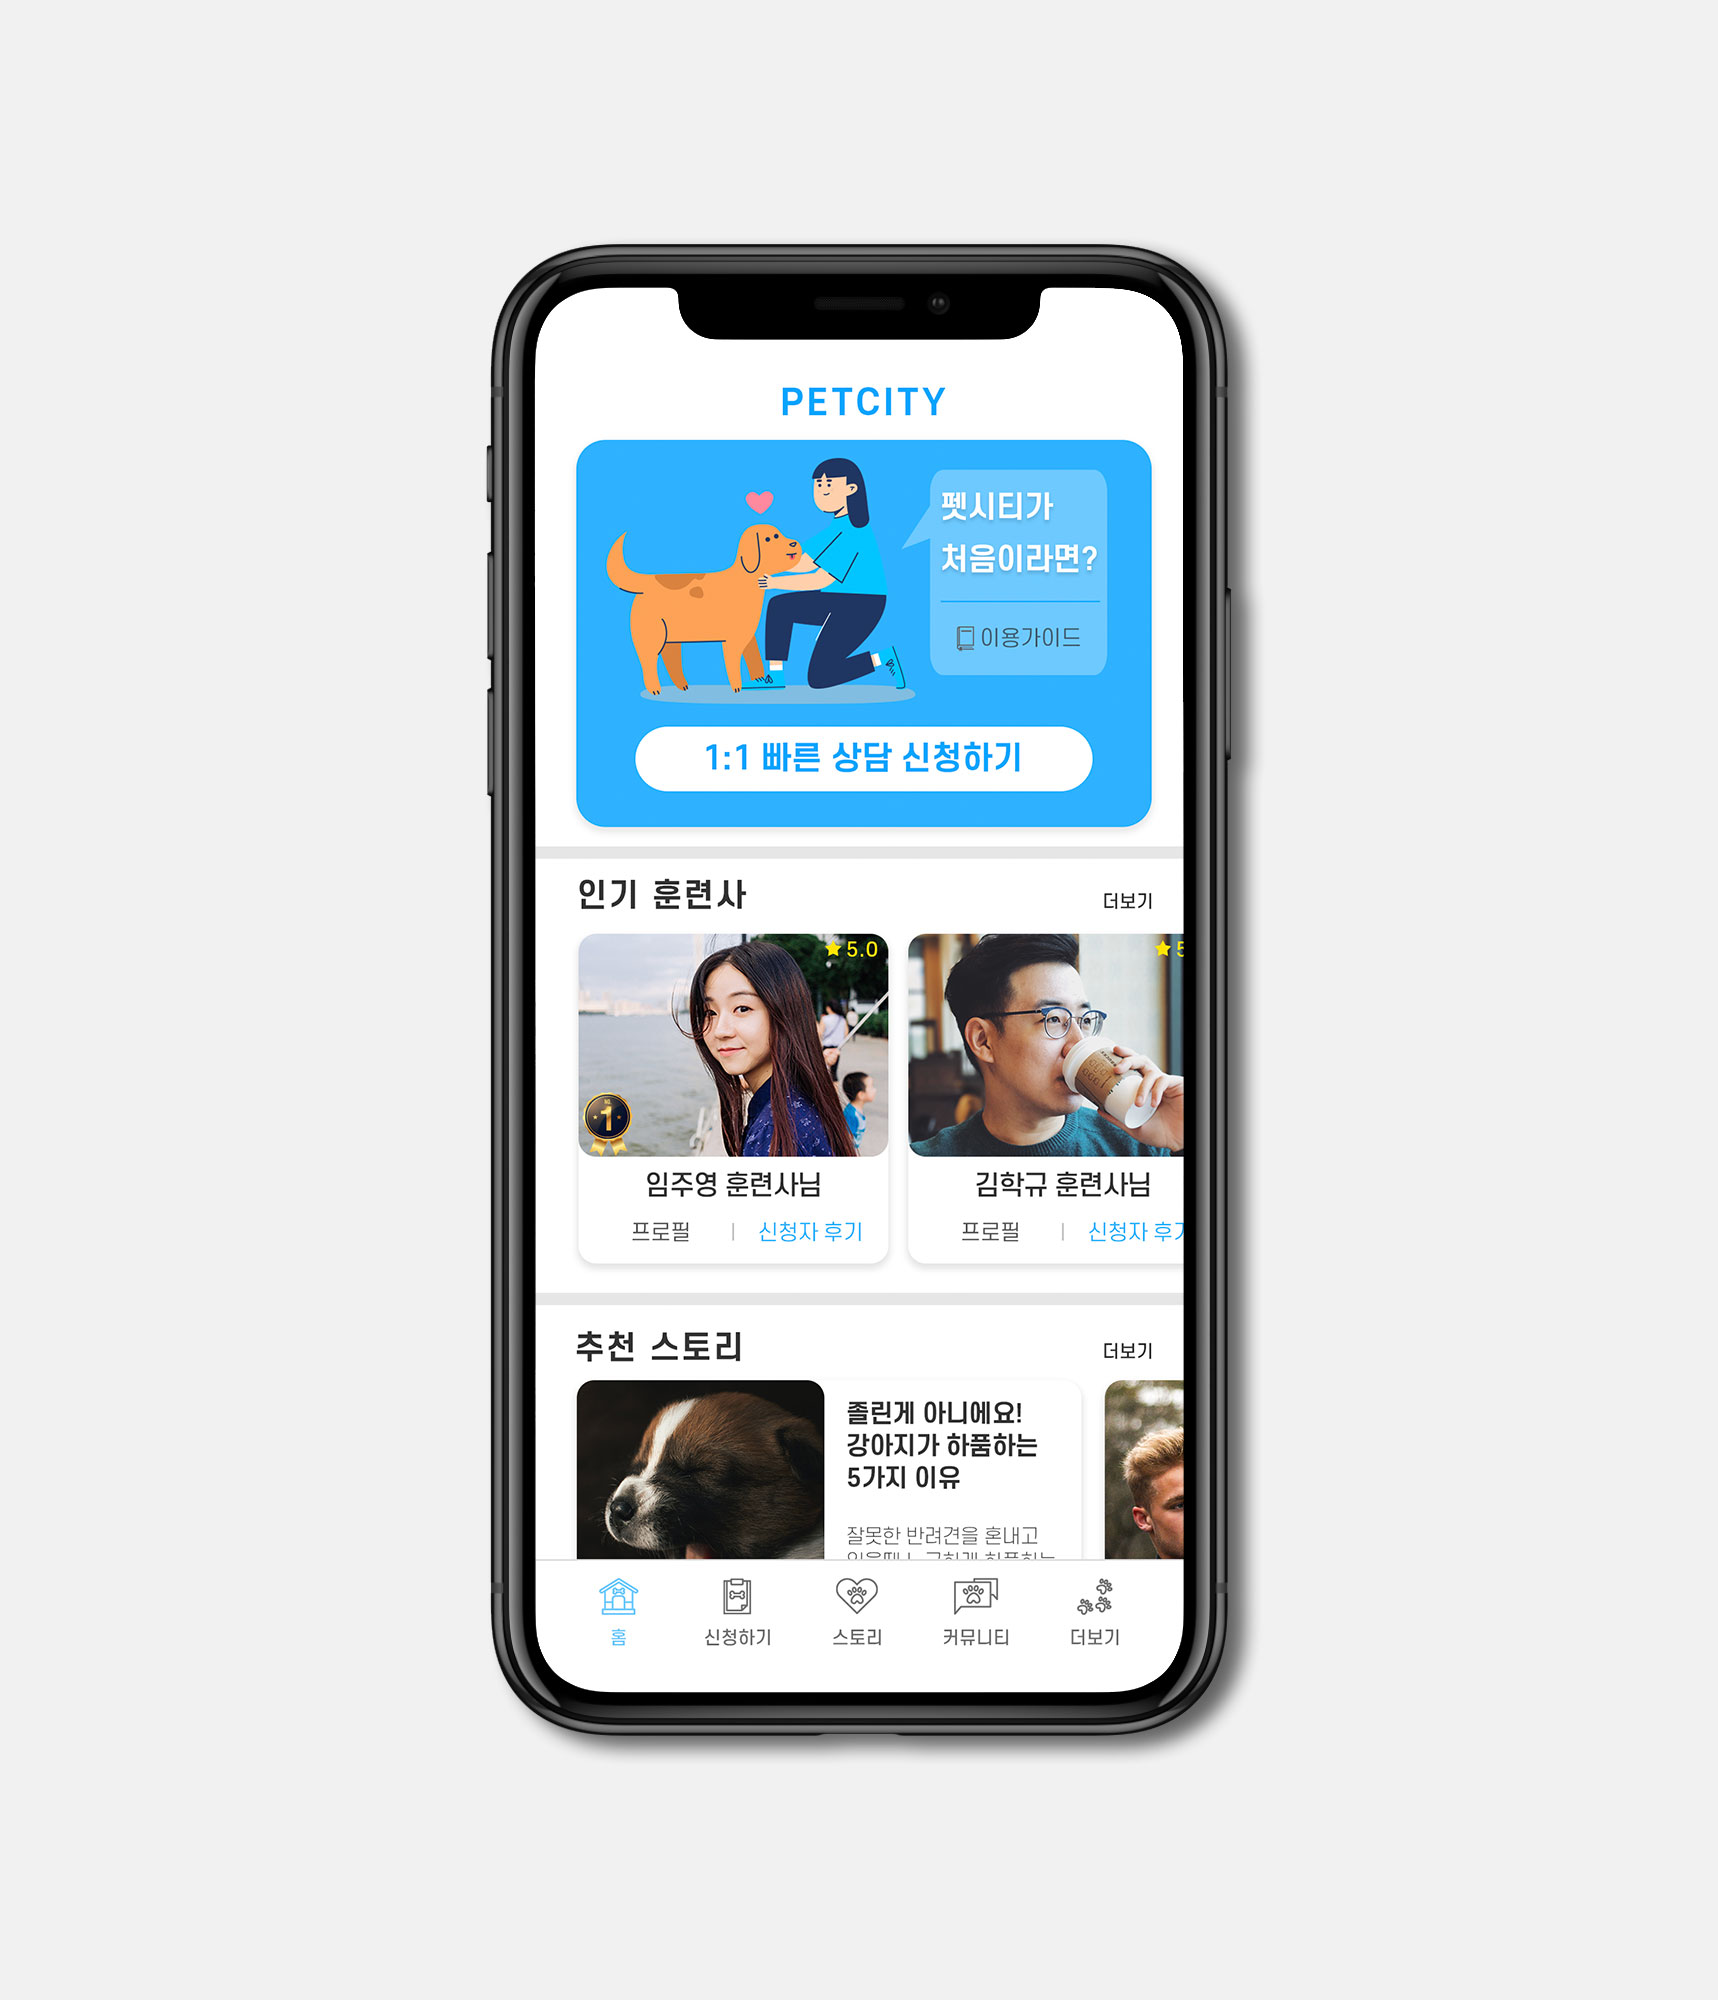 PETCITY
펫시티가
처음이라면?
이용가이드
1:1 빠른 상담 신청하기
인기 훈련사
더보기
5.0
5
1
임주영 훈련사님
김학규 훈련사님
프로필 | 신청자 후기
프로필 | 신청자 후기
추천 스토리
더보기
졸린게 아니에요!
강아지가 하품하는
5가지 이유
잘못한 반려견을 혼내고
홈
신청하기
스토리
커뮤니티
더보기